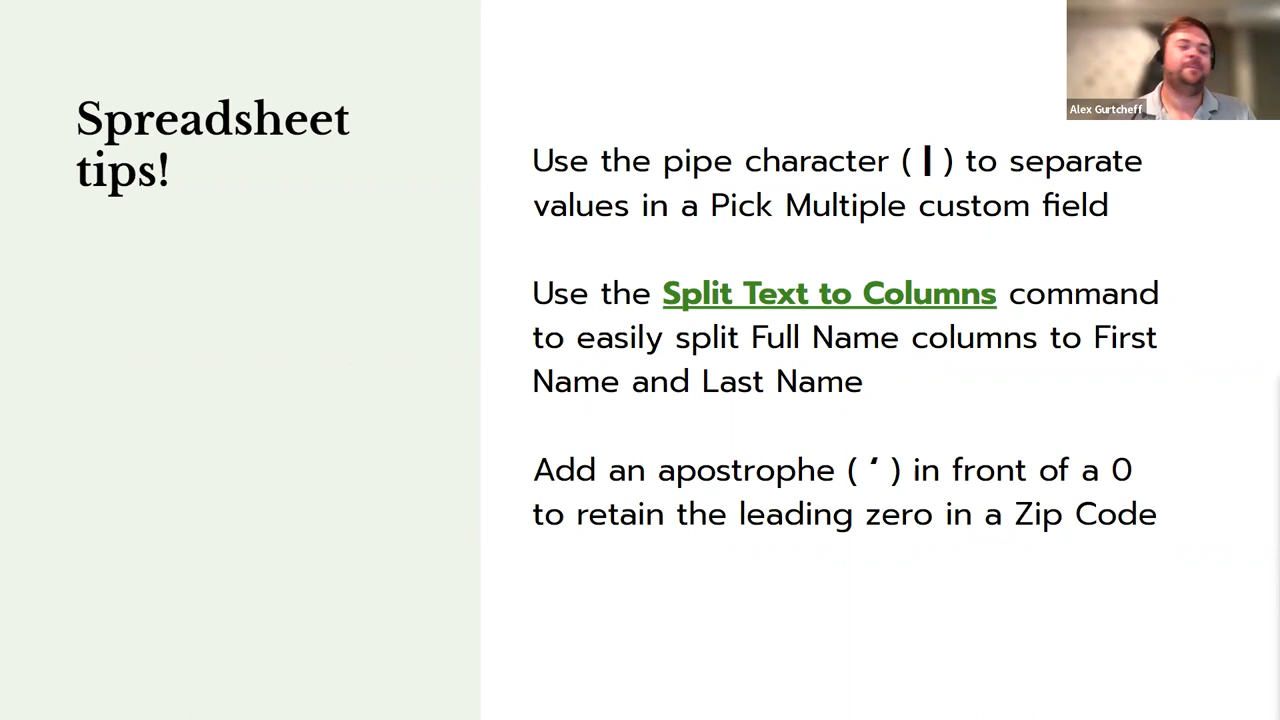 Spreadsheet
tips!
Alex Gurtcheff
Use the pipe character ( | ) to separate
values in a Pick Multiple custom field
Use the Split Text to Columns command
to easily split Full Name columns to First
Name and Last Name
Add an apostrophe ( ‘ ) in front of a 0
to retain the leading zero in a Zip Code